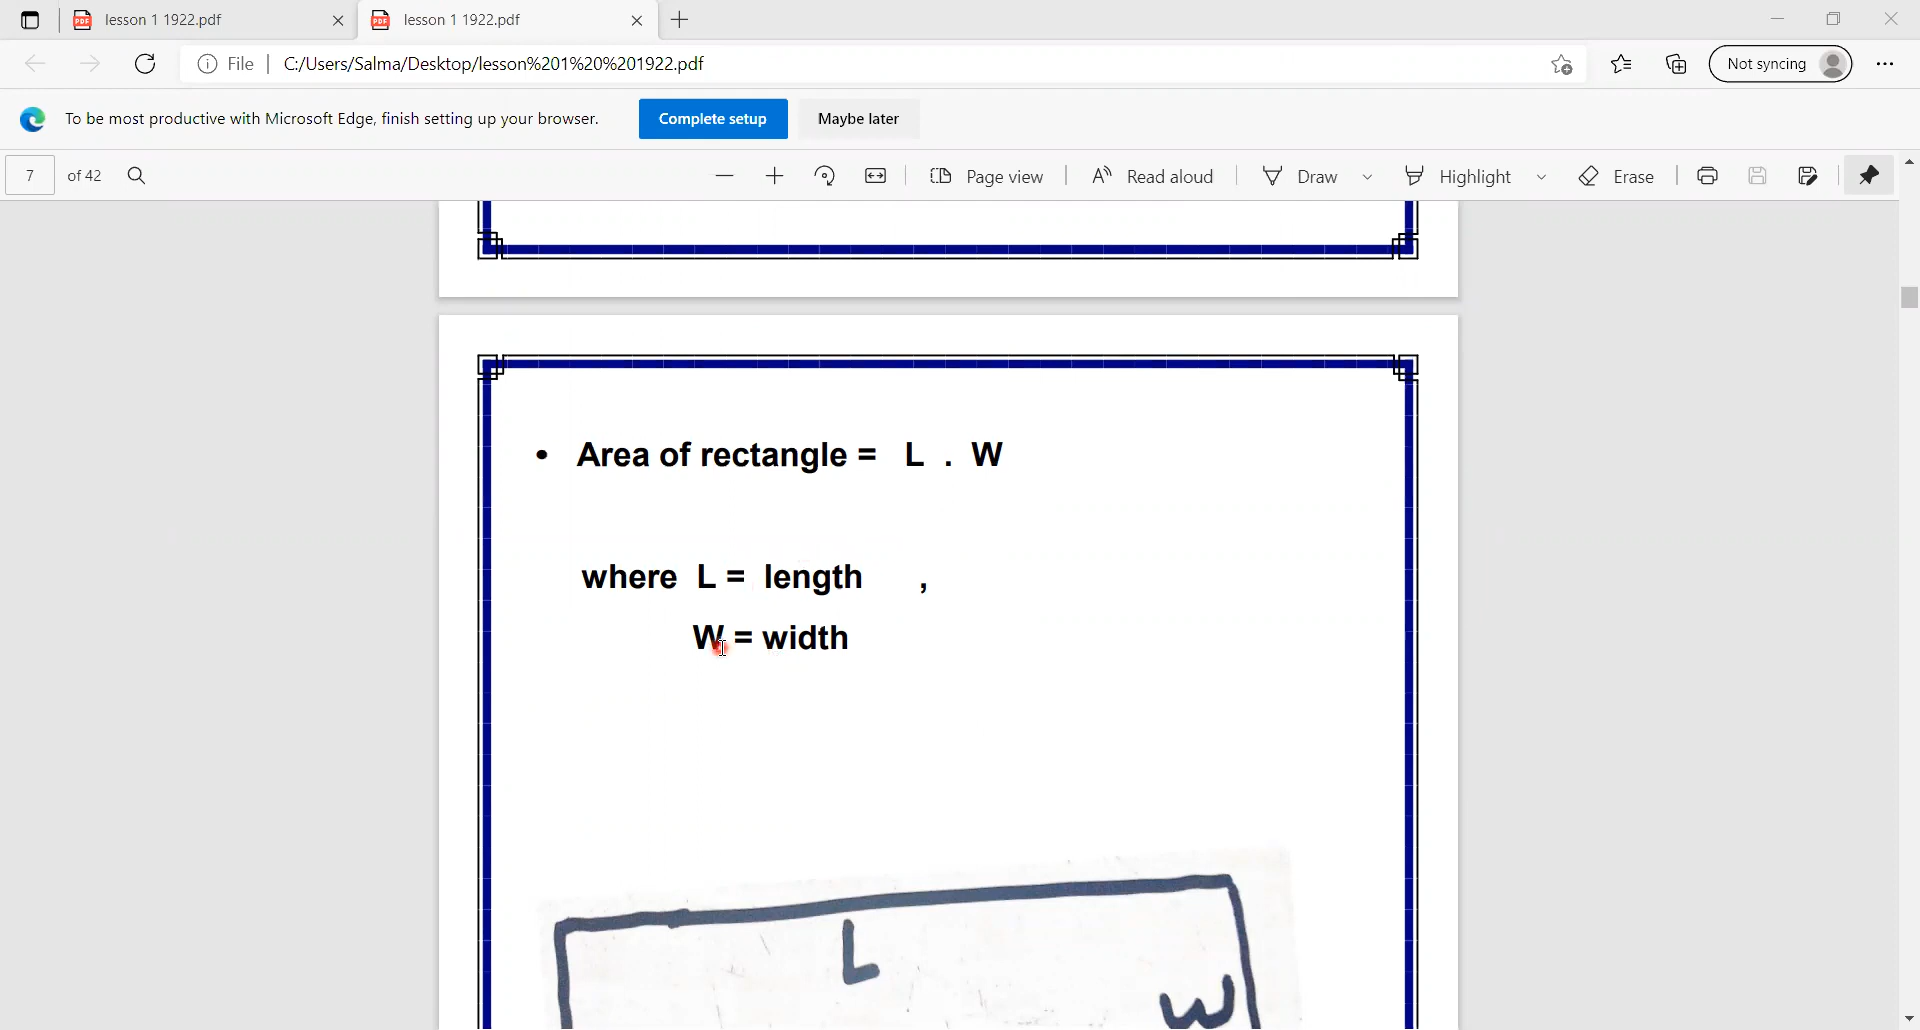 lesson 1 1922.pdf
lesson 1 1922.pdf
File
C:/Users/Salma/Desktop/lesson%201%20%201922.pdf
Not syncing
To be most productive with Microsoft Edge, finish setting up your browser.
Complete setup
Maybe later
7 of 42
Page view
Read aloud
Draw
Highlight
Erase
• Area of rectangle = L . W
where L = length ,
W = width
L
W